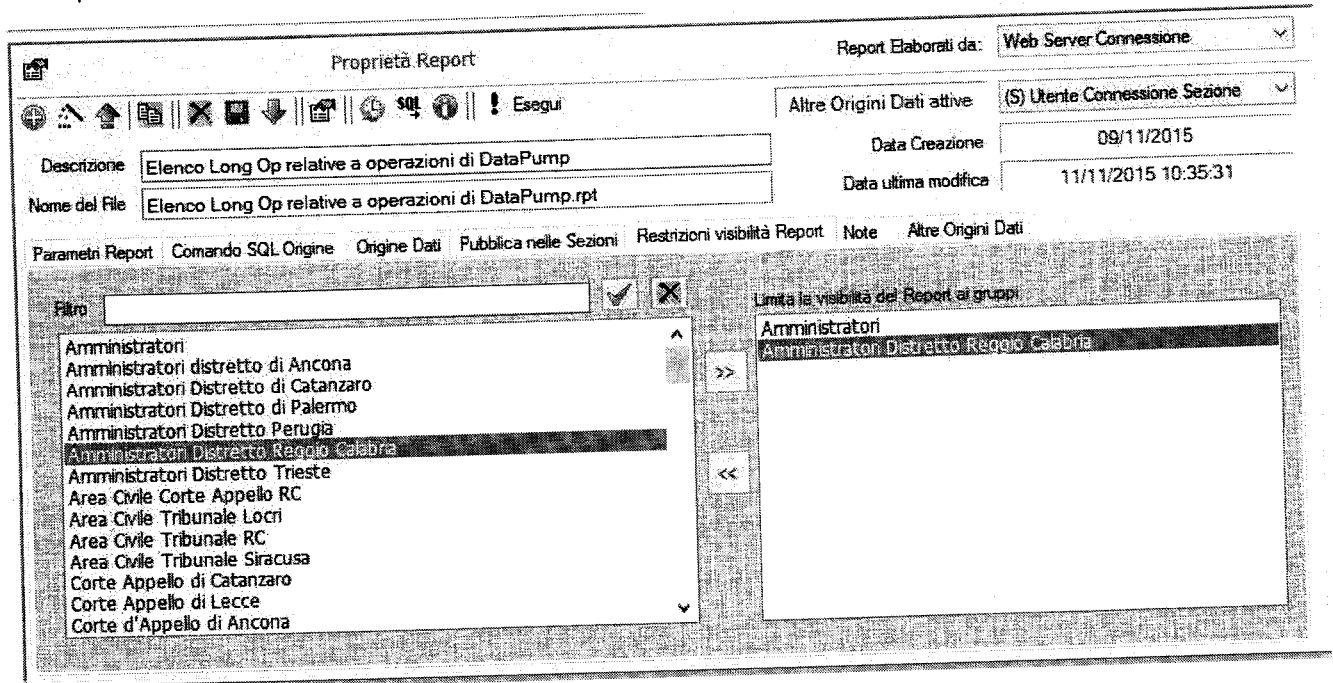 Proprietà Report
Report Elaborati da: Web Server Connessione
SQL Esegui
Altre Origini Dati attive (S) Utente Connessione Sezione
Data Creazione 09/11/2015
Descrizione Elenco Long Op relative a operazioni di DataPump
Data ultima modifica 11/11/2015 10:35:31
Nome del File Elenco Long Op relative a operazioni di DataPump.rpt
Parametri Report Comando SQL Origine Origine Dati Pubblica nelle Sezioni Restrizioni visibilità Report Note Altre Origini Dati
Filtro
Amministratori
Amministratori distretto di Ancona
Amministratori Distretto di Catanzaro
Amministratori Distretto di Palermo
Amministratori Distretto Perugia
Amministratori Distretto Reggio Calabria
Amministratori Distretto Trieste
Area Civile Corte Appello RC
Area Civile Tribunale Locri
Area Civile Tribunale RC
Area Civile Tribunale Siracusa
Corte Appello di Catanzaro
Corte Appello di Lecce
Corte d'Appello di Ancona
>>
<<
Limita la visibilità del Report ai gruppi
Amministratori
Amministratori Distretto Reggio Calabria